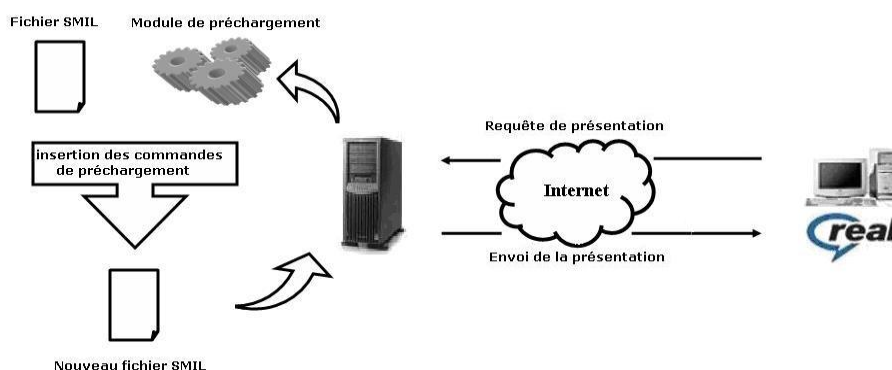 Fichier SMIL
Module de préchargement
insertion des commandes
de préchargement
Requête de présentation
Internet
Envoi de la présentation
real
Nouveau fichier SMIL